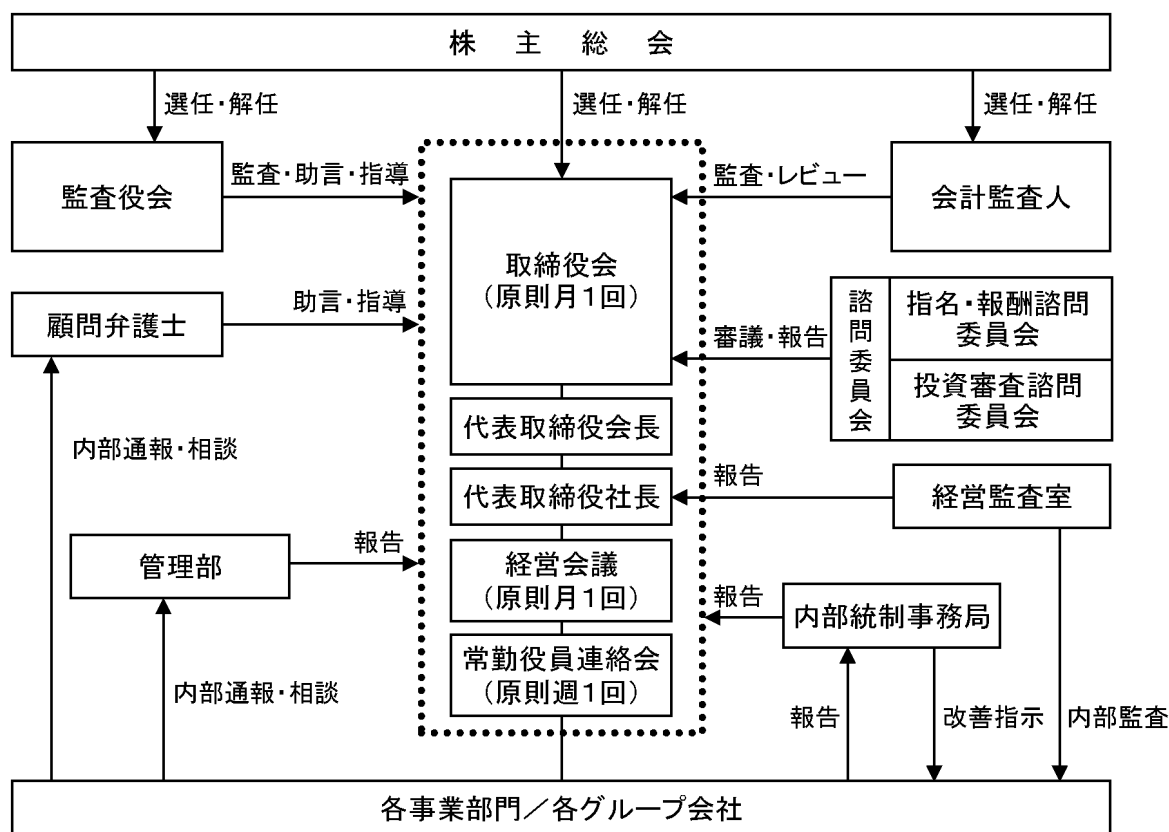 株主総会
選任・解任
選任・解任
選任・解任
監査役会
監査・助言・指導
監査・レビュー
会計監査人
取締役会
(原則月1回)
顧問弁護士
助言・指導
審議・報告
諮問委員会
指名・報酬諮問
委員会
投資審査諮問
委員会
代表取締役会長
内部通報・相談
代表取締役社長
報告
経営監査室
管理部
報告
経営会議
(原則月1回)
報告
内部統制事務局
常勤役員連絡会
(原則週1回)
内部通報・相談
報告
改善指示
内部監査
各事業部門/各グループ会社